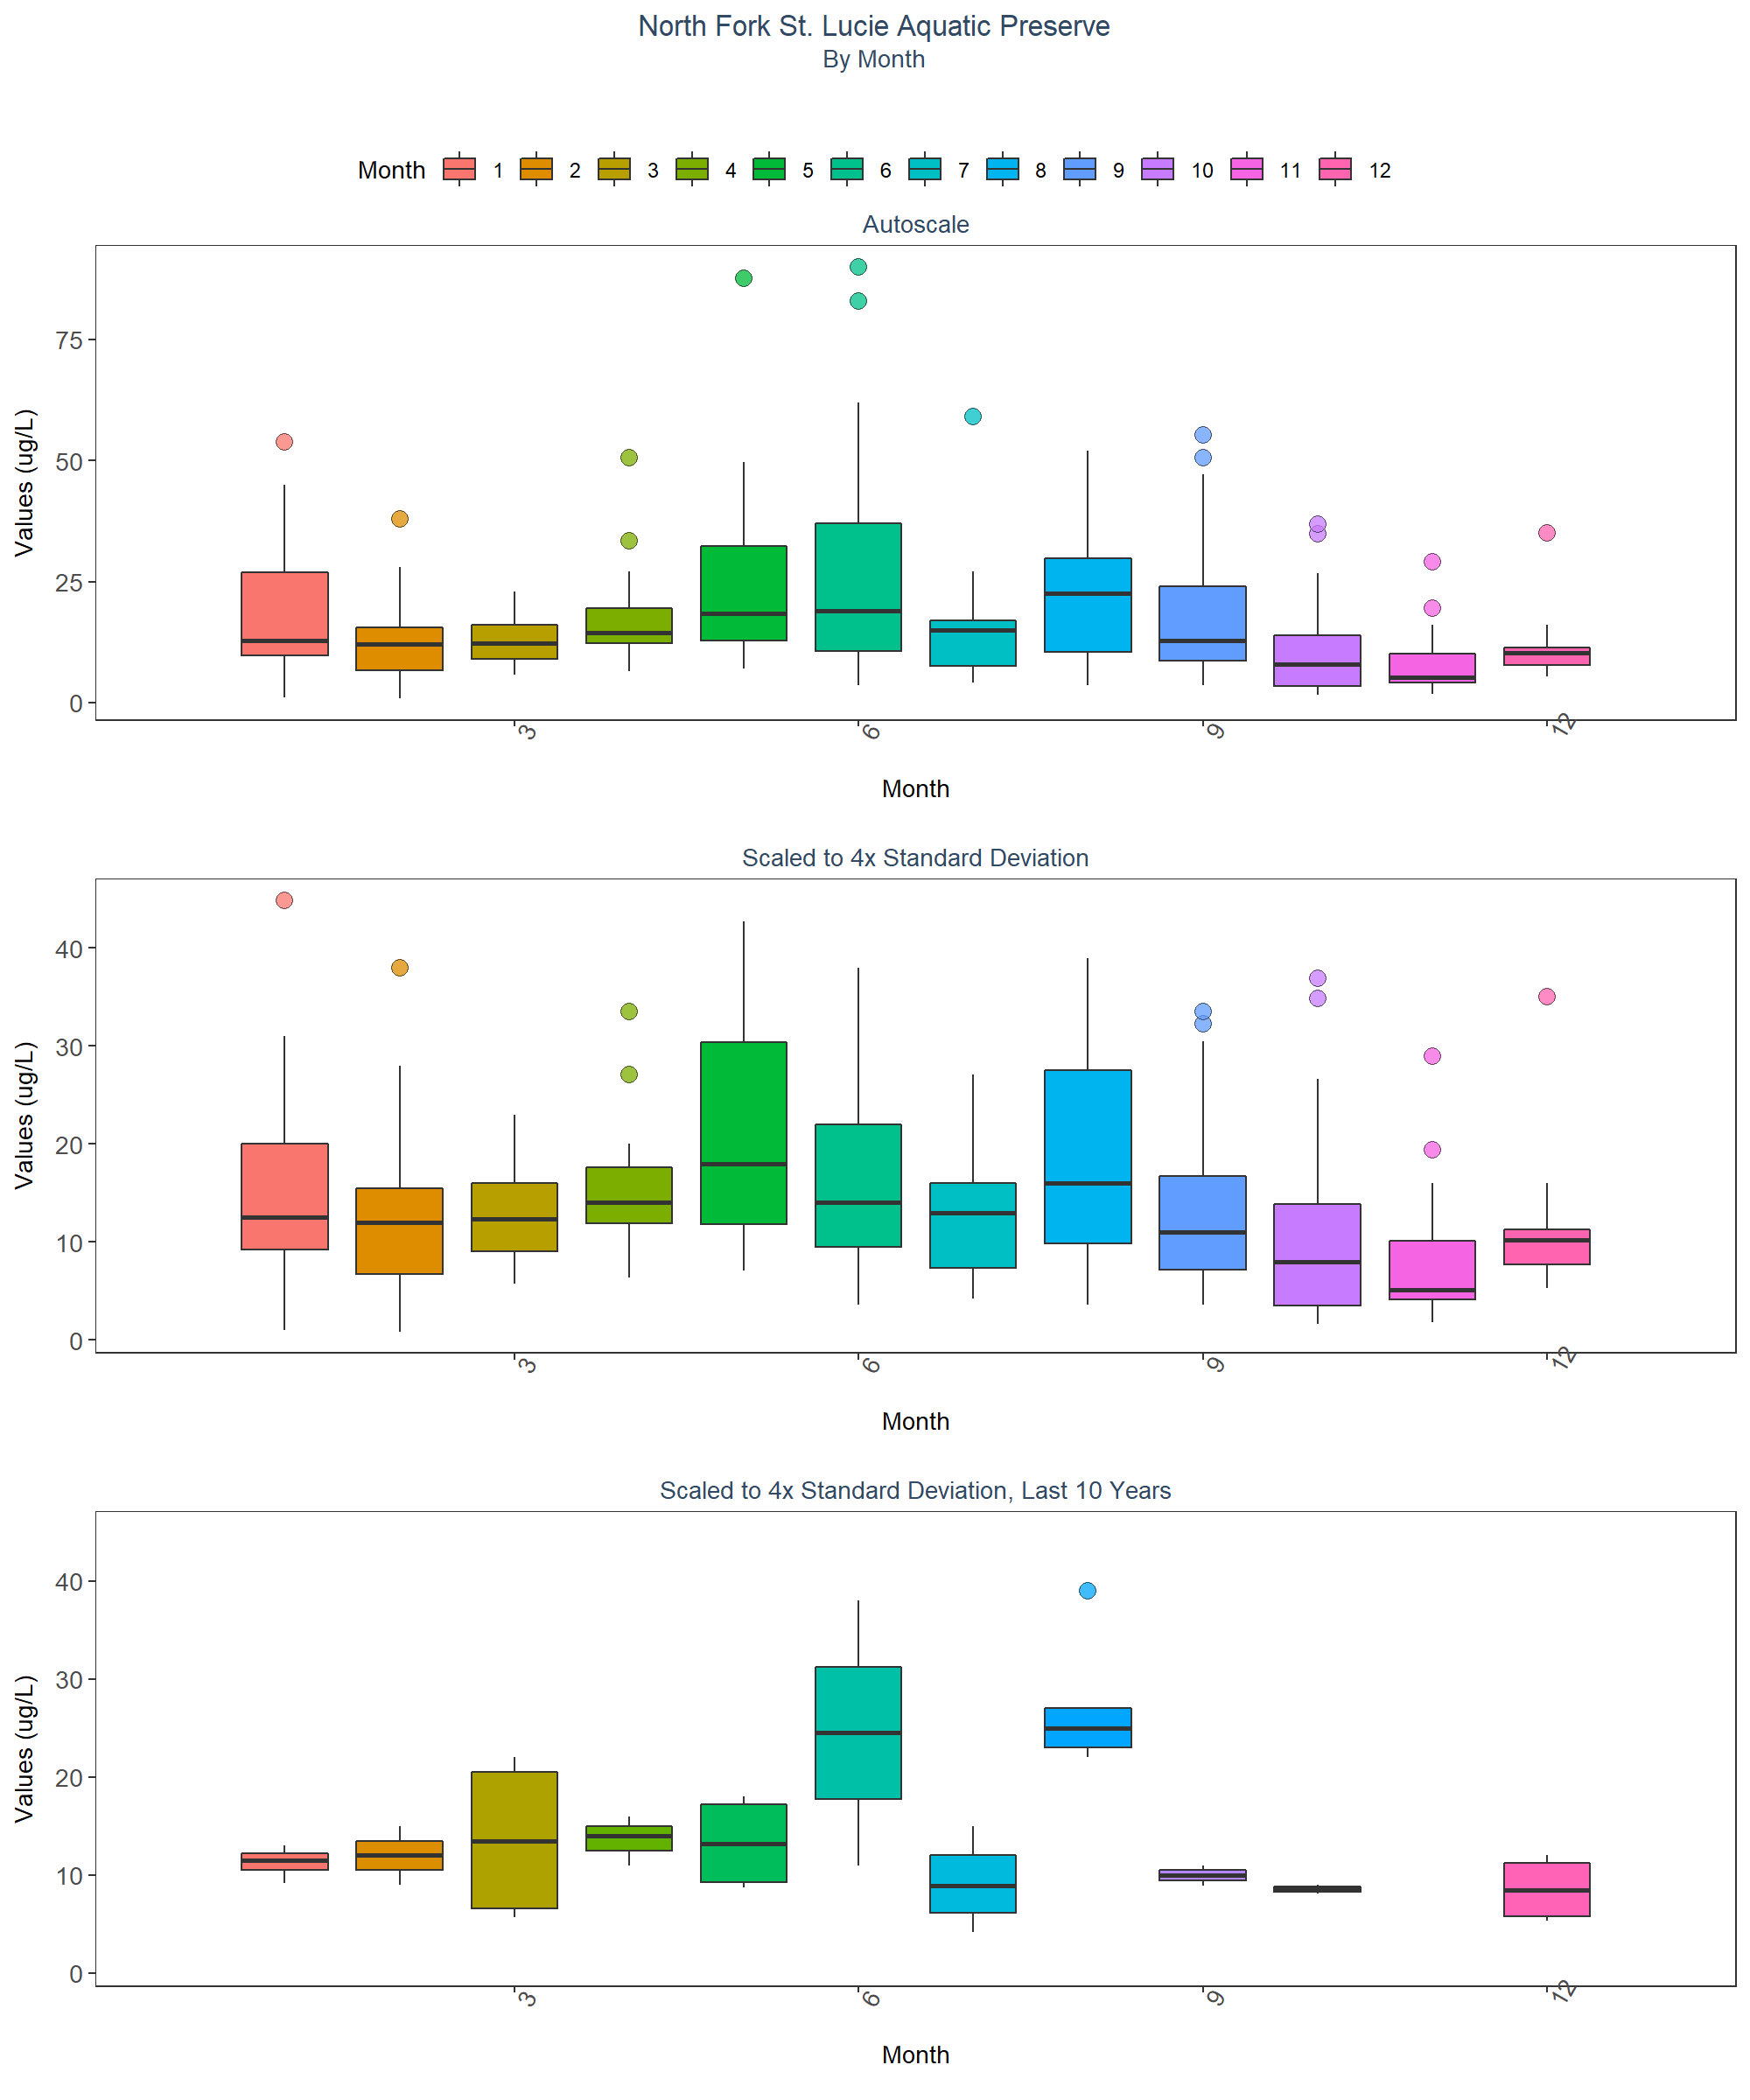 North Fork St. Lucie Aquatic Preserve
By Month
Month 1 2 3 4 5 6 7 8 9 10 11 12
Autoscale
Values (ug/L)
75
50
25
0
3 6 9 12
Month
Scaled to 4x Standard Deviation
Values (ug/L)
40
30
20
10
0
3 6 9 12
Month
Scaled to 4x Standard Deviation, Last 10 Years
Values (ug/L)
40
30
20
10
0
3 6 9 12
Month